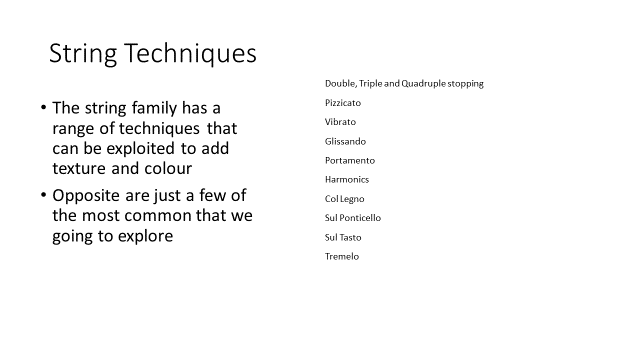 String Techniques
• The string family has a
range of techniques that
can be exploited to add
texture and colour
• Opposite are just a few of
the most common that we
going to explore
Double, Triple and Quadruple stopping
Pizzicato
Vibrato
Glissando
Portamento
Harmonics
Col Legno
Sul Ponticello
Sul Tasto
Tremelo